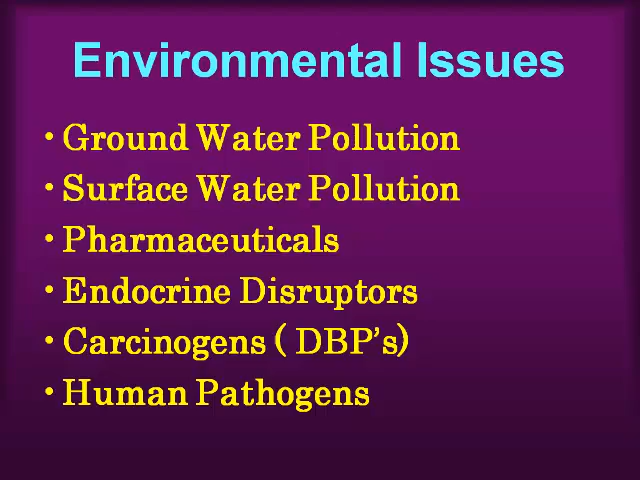 Environmental Issues
• Ground Water Pollution
• Surface Water Pollution
• Pharmaceuticals
• Endocrine Disruptors
• Carcinogens ( DBP’s)
• Human Pathogens